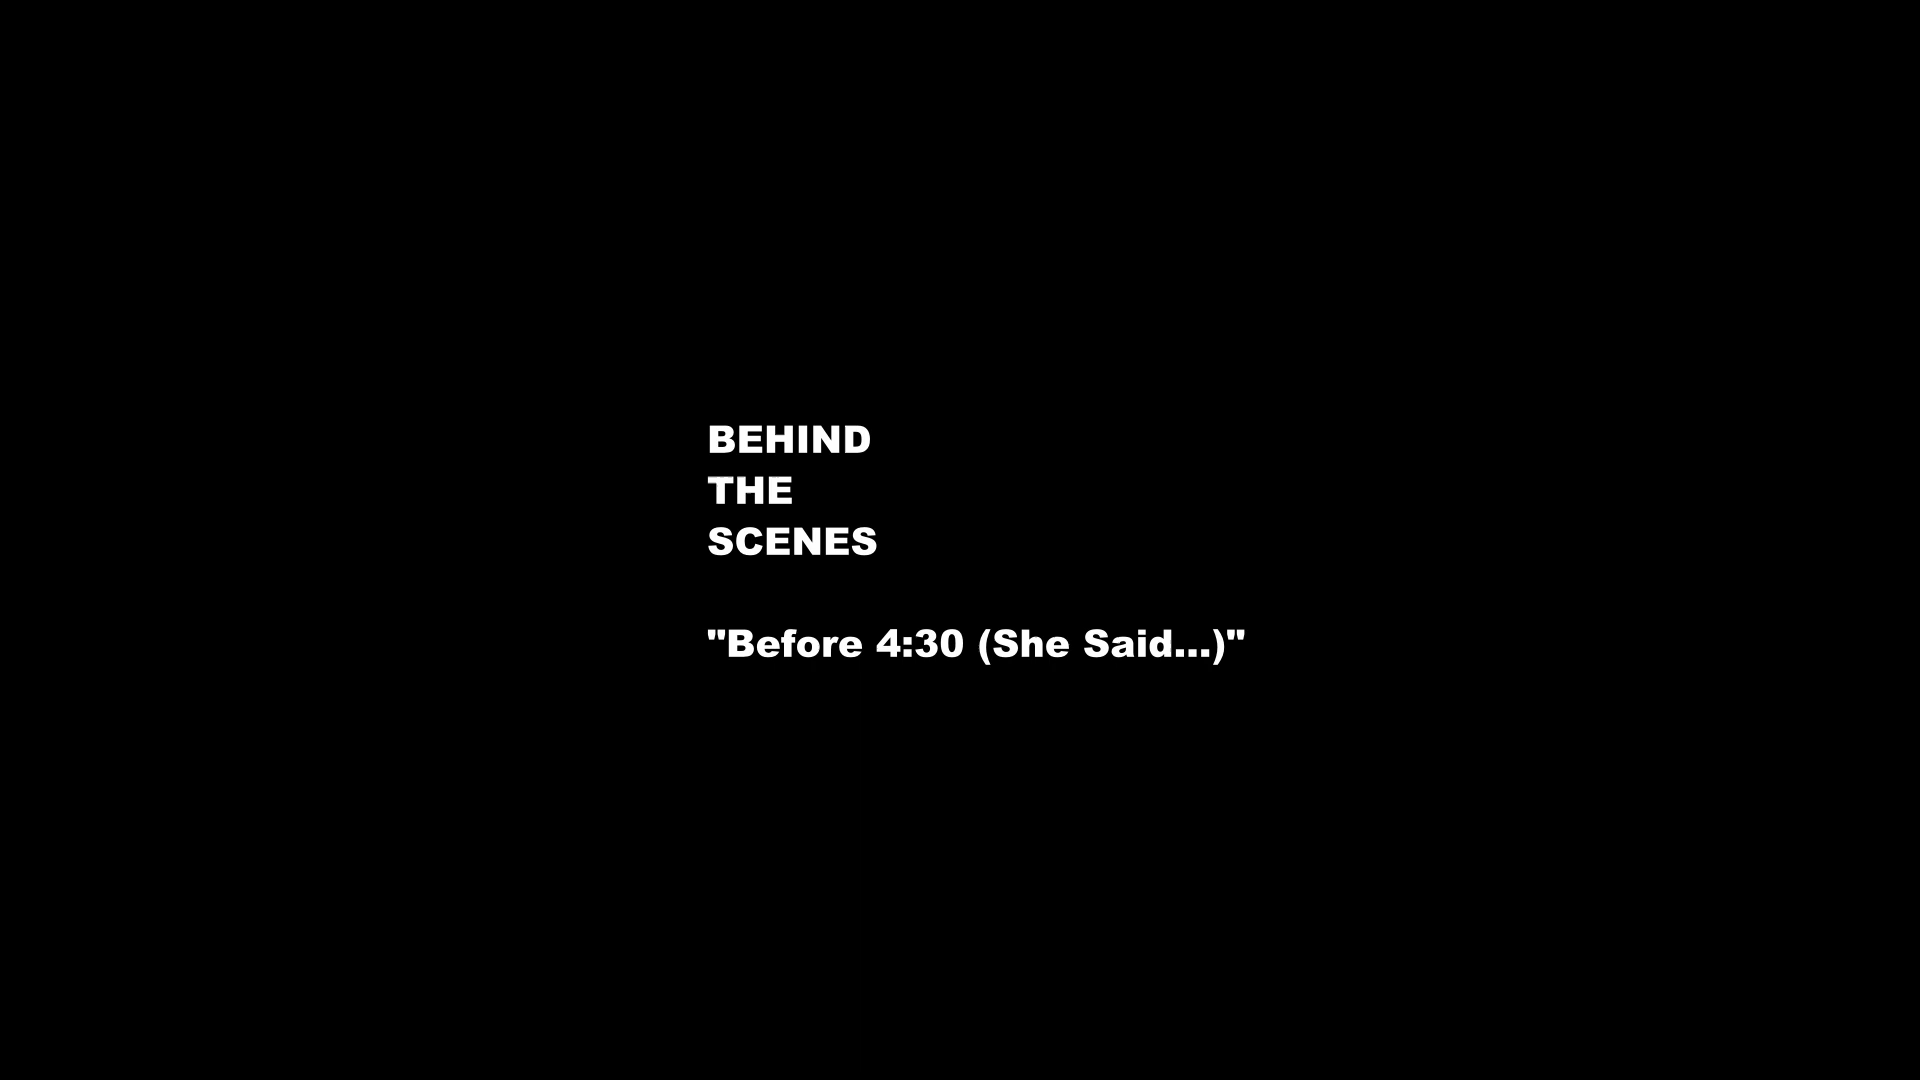 BEHIND
THE
SCENES
"Before 4:30 (She Said...)"